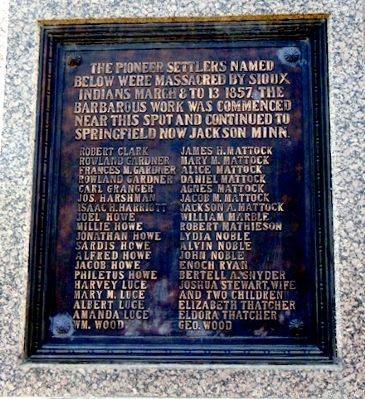 THE PIONEER SETTLERS NAMED
BELOW WERE MASSACRED BY SIOUX
INDIANS MARCH 8 TO 13 1857. THE
BARBAROUS WORK WAS COMMENCED
NEAR THIS SPOT AND CONTINUED TO
SPRINGFIELD NOW JACKSON MINN.
ROBERT CLARK
ROWLAND GARDNER
FRANCES M. GARDNER
ROWLAND GARDNER
CARL GRANGER
JOS. HARSHMAN
ISAAC H. HARRIOTT
JOEL HOWE
MILLIE HOWE
JONATHAN HOWE
SARDIS HOWE
ALFRED HOWE
JACOB HOWE
PHILETUS HOWE
HARVEY LUCE
MARY M. LUCE
ALBERT LUCE
AMANDA LUCE
WM. WOOD
JAMES H. MATTOCK
MARY M. MATTOCK
ALICE MATTOCK
DANIEL MATTOCK
AGNES MATTOCK
JACOB M. MATTOCK
JACKSON A. MATTOCK
WILLIAM MARBLE
ROBERT MATHIESON
LYDIA NOBLE
ALVIN NOBLE
JOHN NOBLE
ENOCH RYAN
BERTELL A. SNYDER
JOSHUA STEWART, WIFE
AND TWO CHILDREN
ELIZABETH THATCHER
ELDORA THATCHER
GEO. WOOD